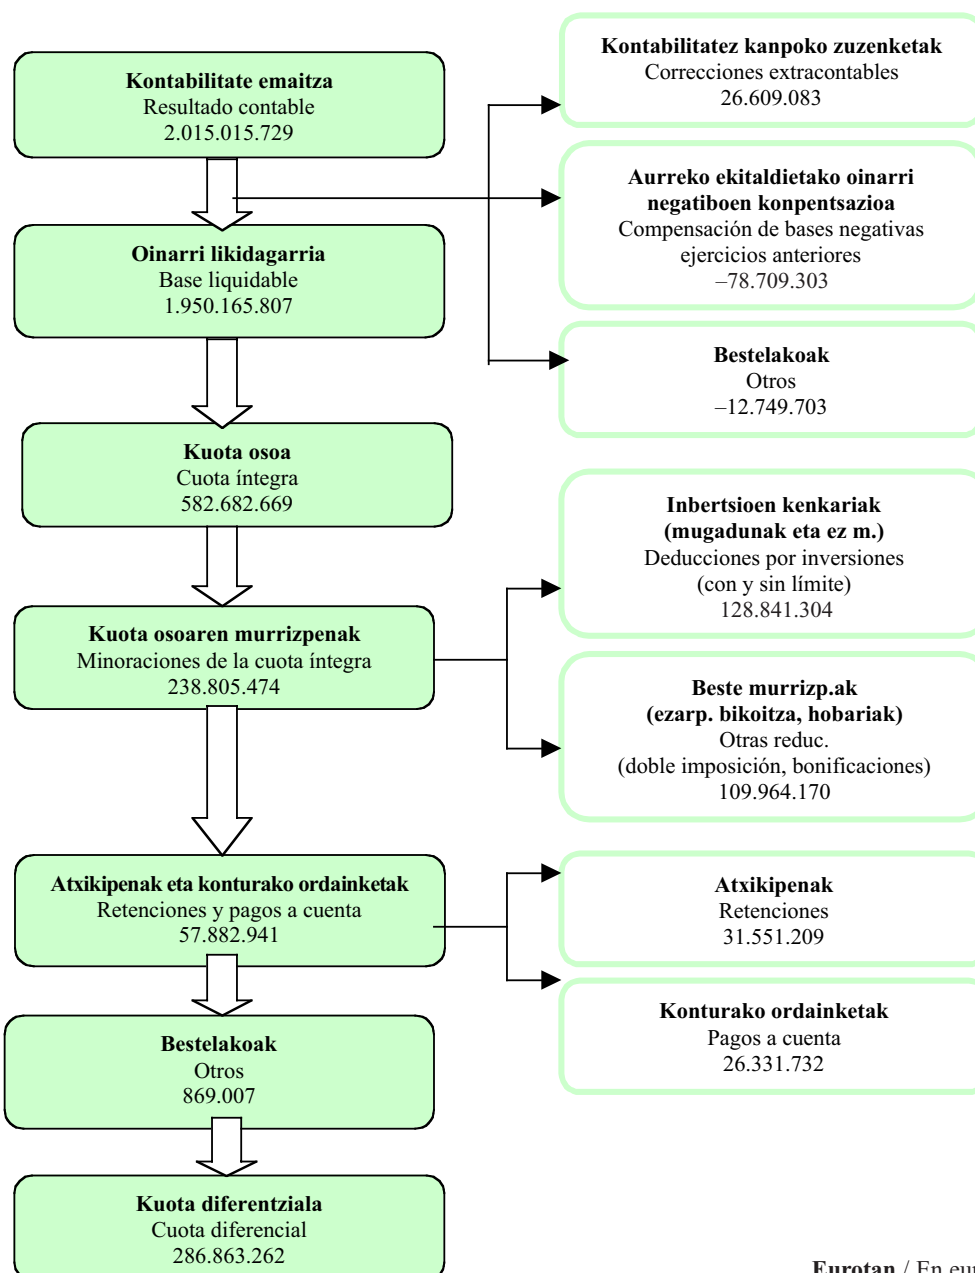 Kontabilitate emaitza
Resultado contable
2.015.015.729
Kontabilitatez kanpoko zuzenketak
Correcciones extracontables
26.609.083
Aurreko ekitaldietako oinarri
negatiboen konpentsazioa
Compensación de bases negativas
ejercicios anteriores
–78.709.303
Oinarri likidagarria
Base liquidable
1.950.165.807
Bestelakoak
Otros
–12.749.703
Kuota osoa
Cuota íntegra
582.682.669
Inbertsioen kenkariak
(mugadunak eta ez m.)
Deducciones por inversiones
(con y sin límite)
128.841.304
Kuota osoaren murrizpenak
Minoraciones de la cuota íntegra
238.805.474
Beste murrizp.ak
(ezarp. bikoitza, hobariak)
Otras reduc.
(doble imposición, bonificaciones)
109.964.170
Atxikipenak eta konturako ordainketak
Retenciones y pagos a cuenta
57.882.941
Atxikipenak
Retenciones
31.551.209
Konturako ordainketak
Pagos a cuenta
26.331.732
Bestelakoak
Otros
869.007
Kuota diferentziala
Cuota diferencial
286.863.262
Eurotan / En eur